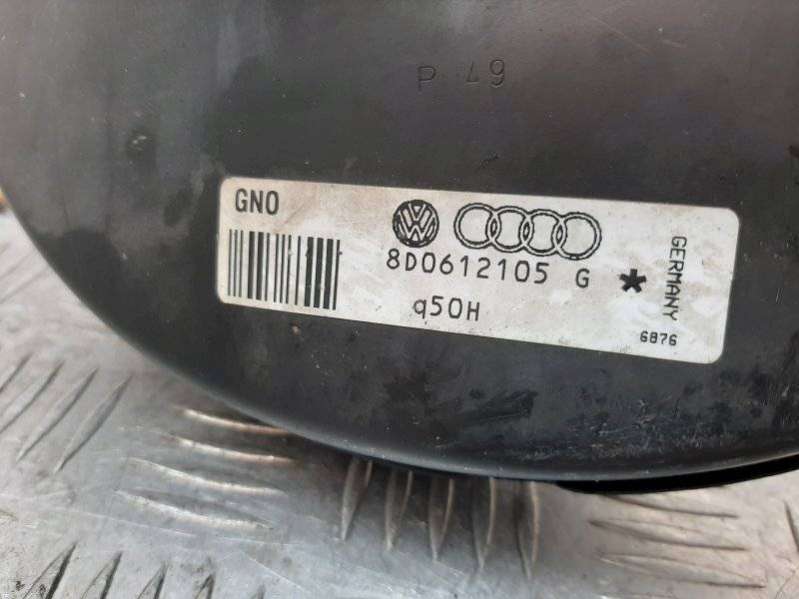 P 49
GNO
8D0612105 G *
q50H
GERMANY
6876